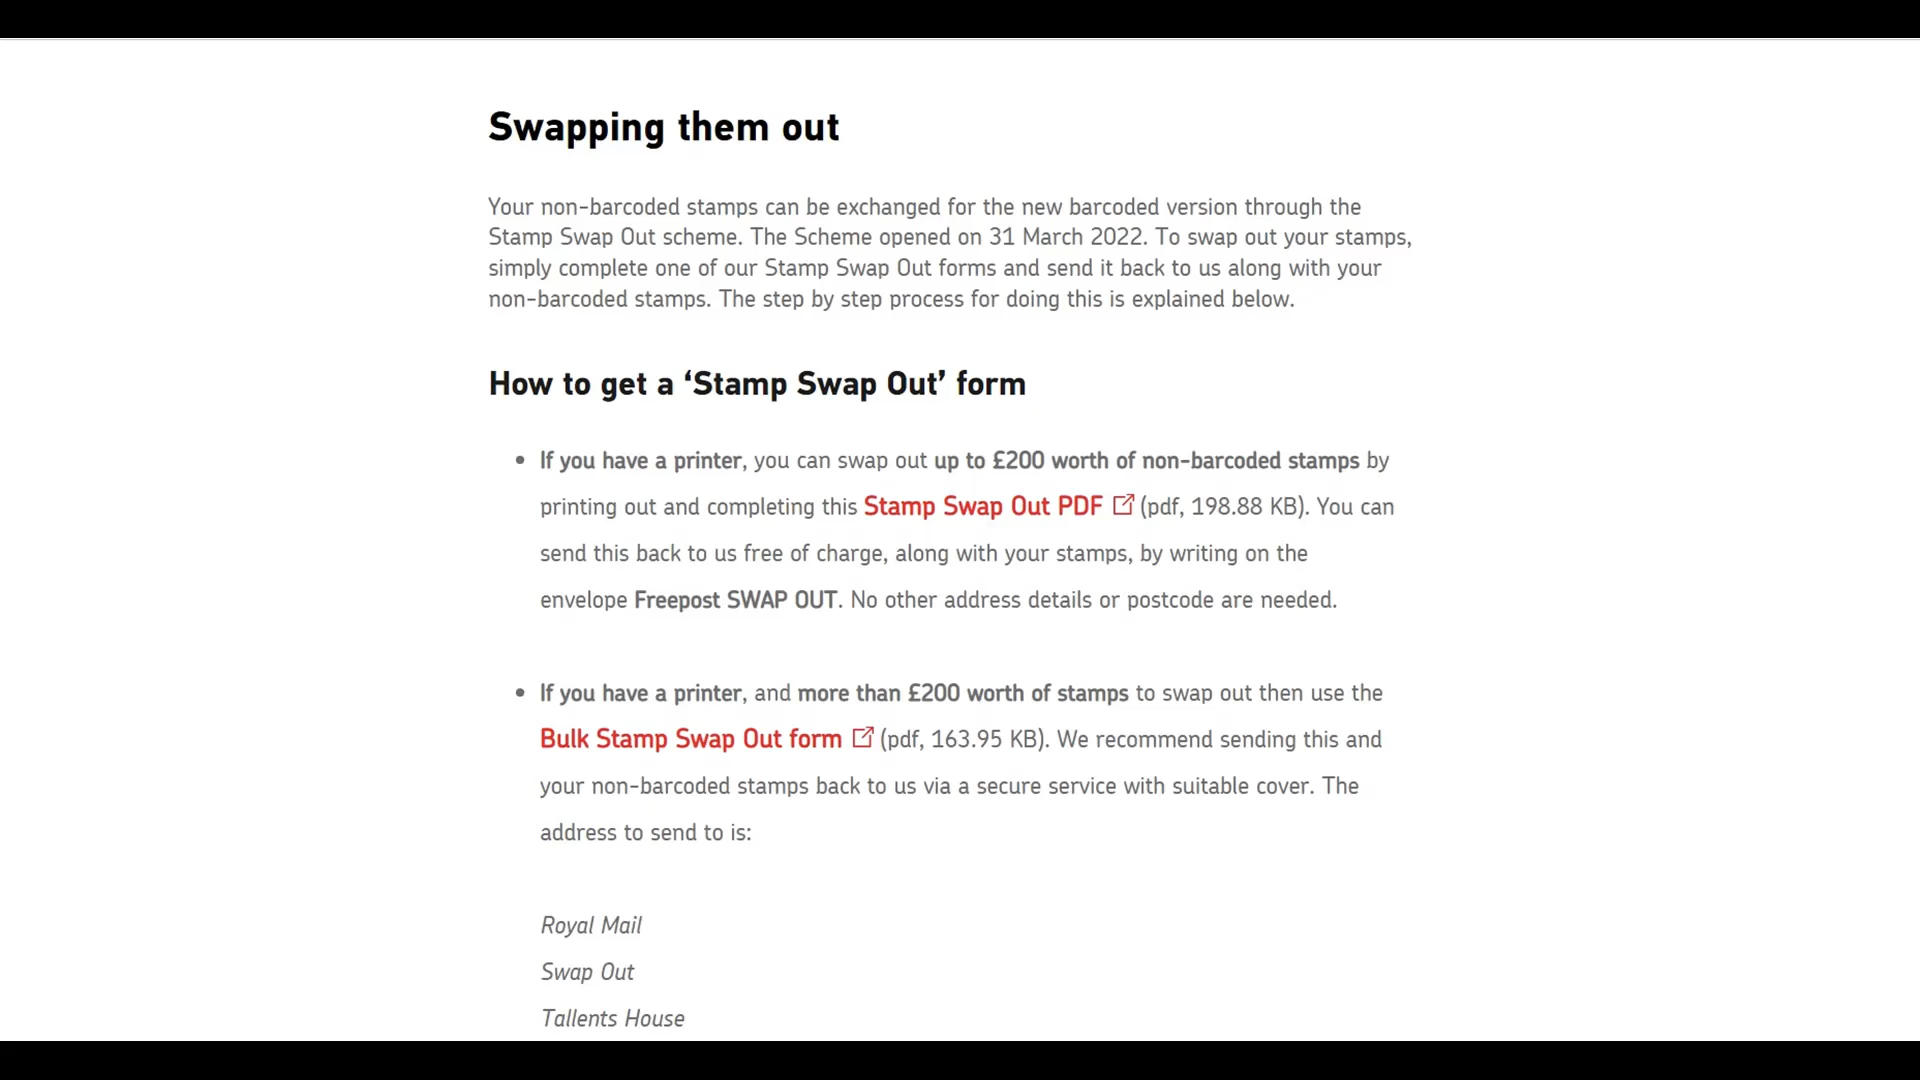 Swapping them out
Your non-barcoded stamps can be exchanged for the new barcoded version through the
Stamp Swap Out scheme. The Scheme opened on 31 March 2022. To swap out your stamps,
simply complete one of our Stamp Swap Out forms and send it back to us along with your
non-barcoded stamps. The step by step process for doing this is explained below.
How to get a ‘Stamp Swap Out’ form
• If you have a printer, you can swap out up to £200 worth of non-barcoded stamps by
printing out and completing this Stamp Swap Out PDF (pdf, 198.88 KB). You can
send this back to us free of charge, along with your stamps, by writing on the
envelope Freepost SWAP OUT. No other address details or postcode are needed.
• If you have a printer, and more than £200 worth of stamps to swap out then use the
Bulk Stamp Swap Out form (pdf, 163.95 KB). We recommend sending this and
your non-barcoded stamps back to us via a secure service with suitable cover. The
address to send to is:
Royal Mail
Swap Out
Tallents House